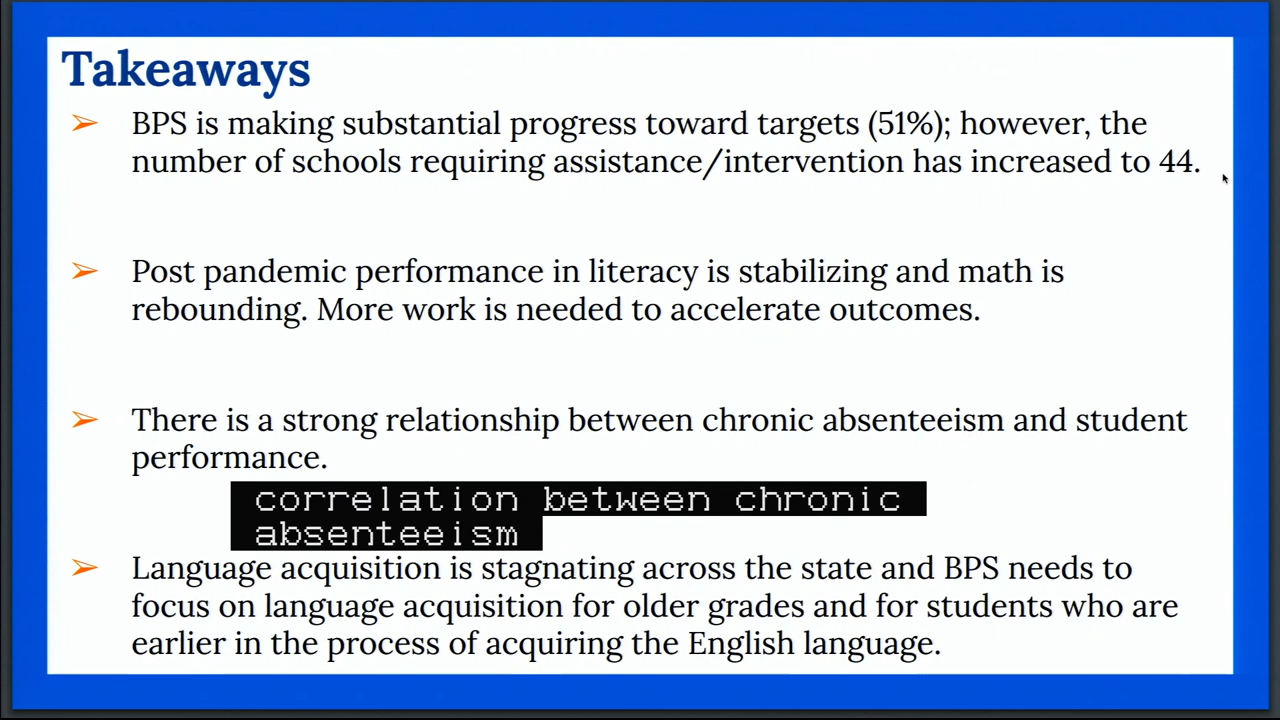 Takeaways
➢ BPS is making substantial progress toward targets (51%); however, the
number of schools requiring assistance/intervention has increased to 44.
➢ Post pandemic performance in literacy is stabilizing and math is
rebounding. More work is needed to accelerate outcomes.
➢ There is a strong relationship between chronic absenteeism and student
performance.
correlation between chronic
absenteeism
➢ Language acquisition is stagnating across the state and BPS needs to
focus on language acquisition for older grades and for students who are
earlier in the process of acquiring the English language.